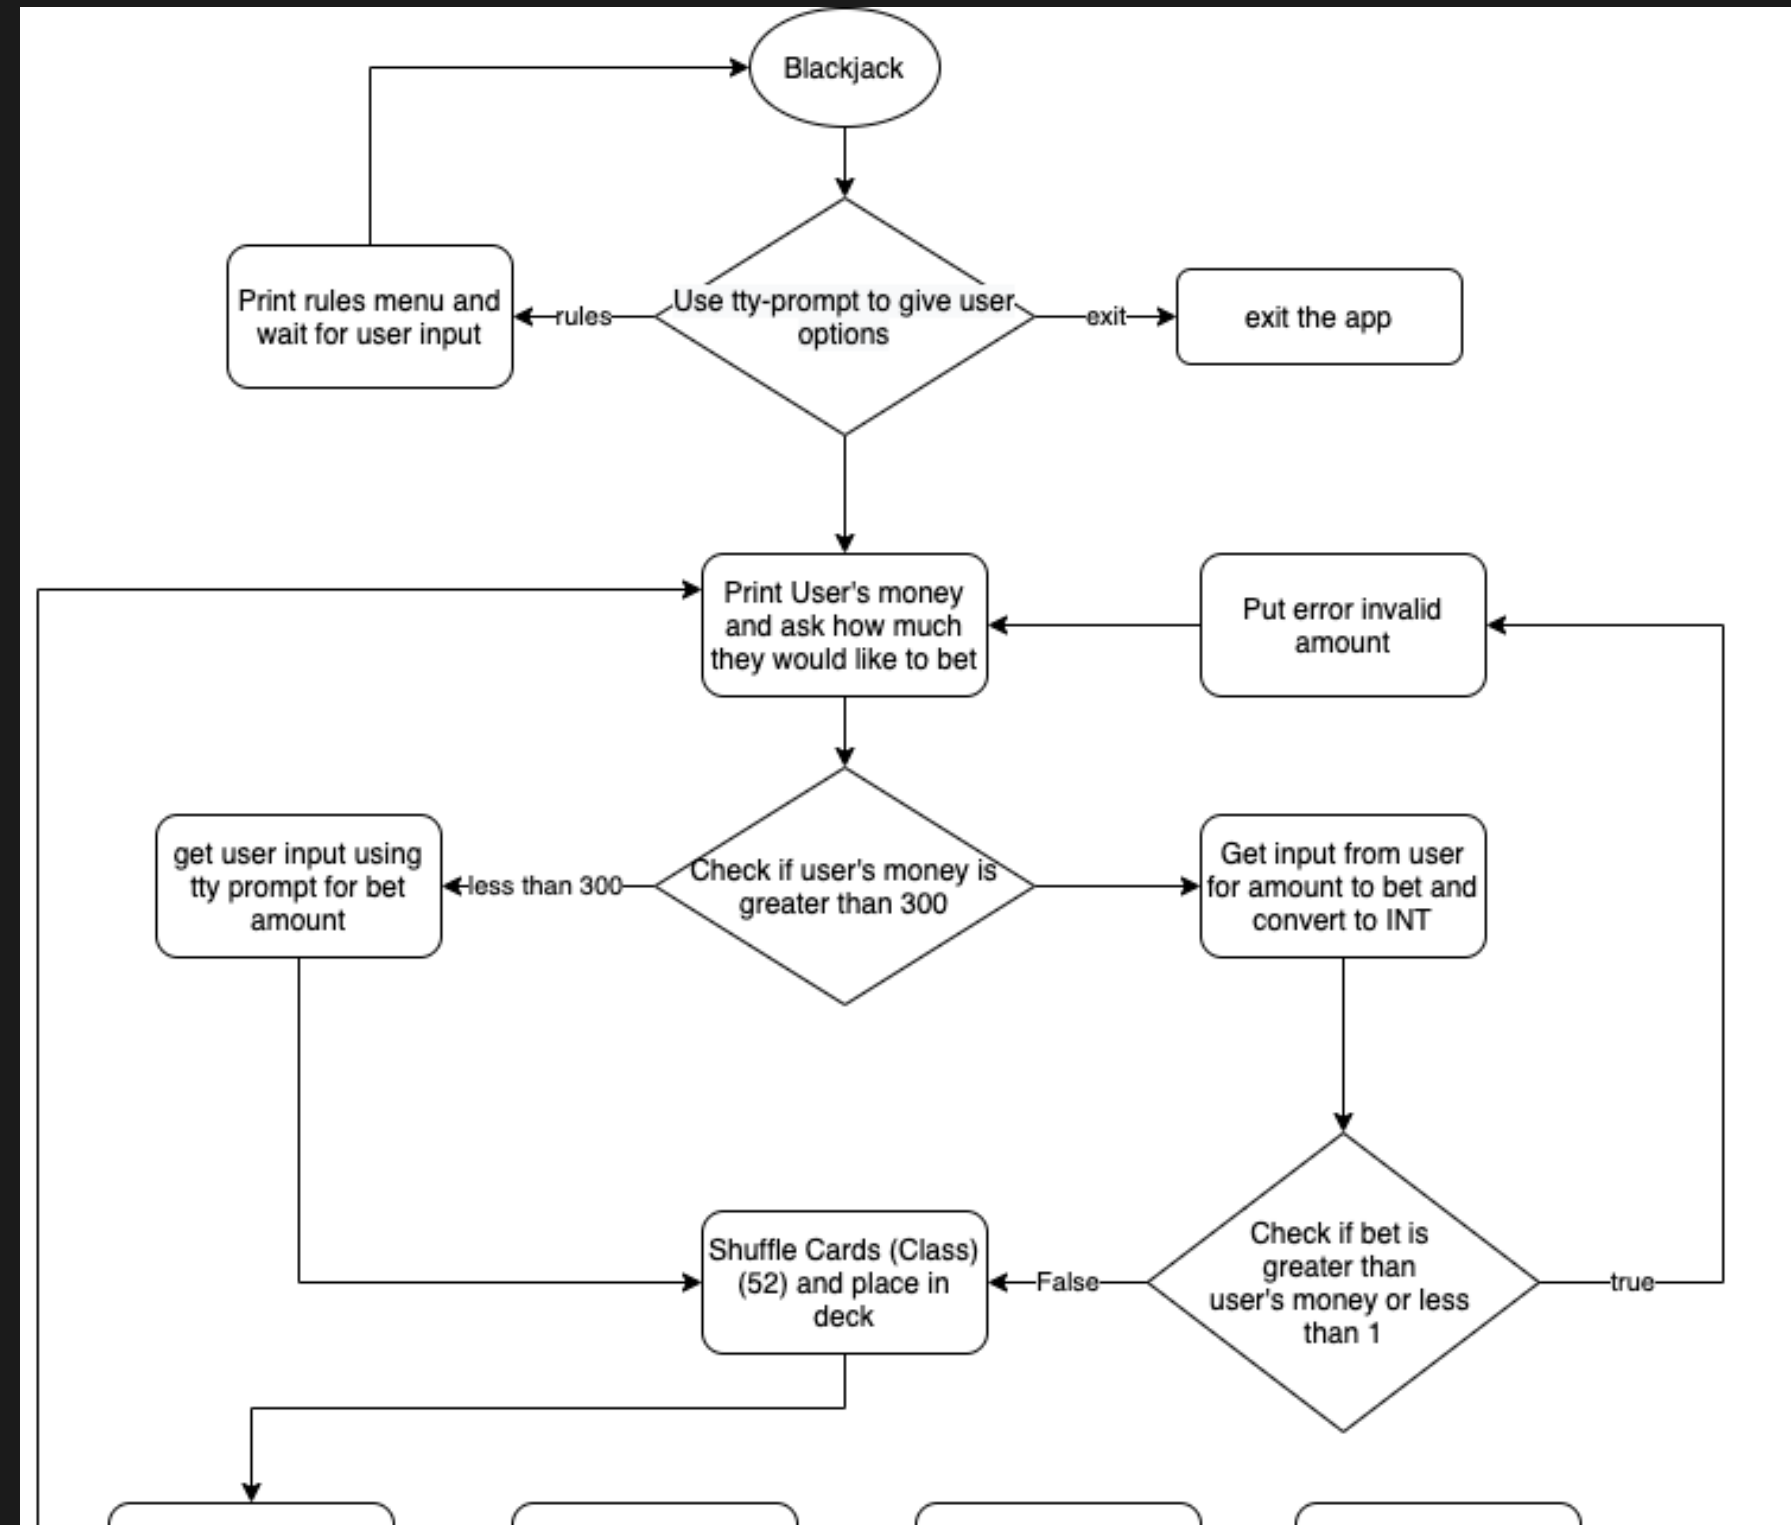 Blackjack
Use tty-prompt to give user
options
rules
Print rules menu and
wait for user input
exit
exit the app
Print User's money
and ask how much
they would like to bet
Put error invalid
amount
Check if user's money is
greater than 300
less than 300
get user input using
tty prompt for bet
amount
Get input from user
for amount to bet and
convert to INT
Check if bet is
greater than
user's money or less
than 1
true
False
Shuffle Cards (Class)
(52) and place in
deck